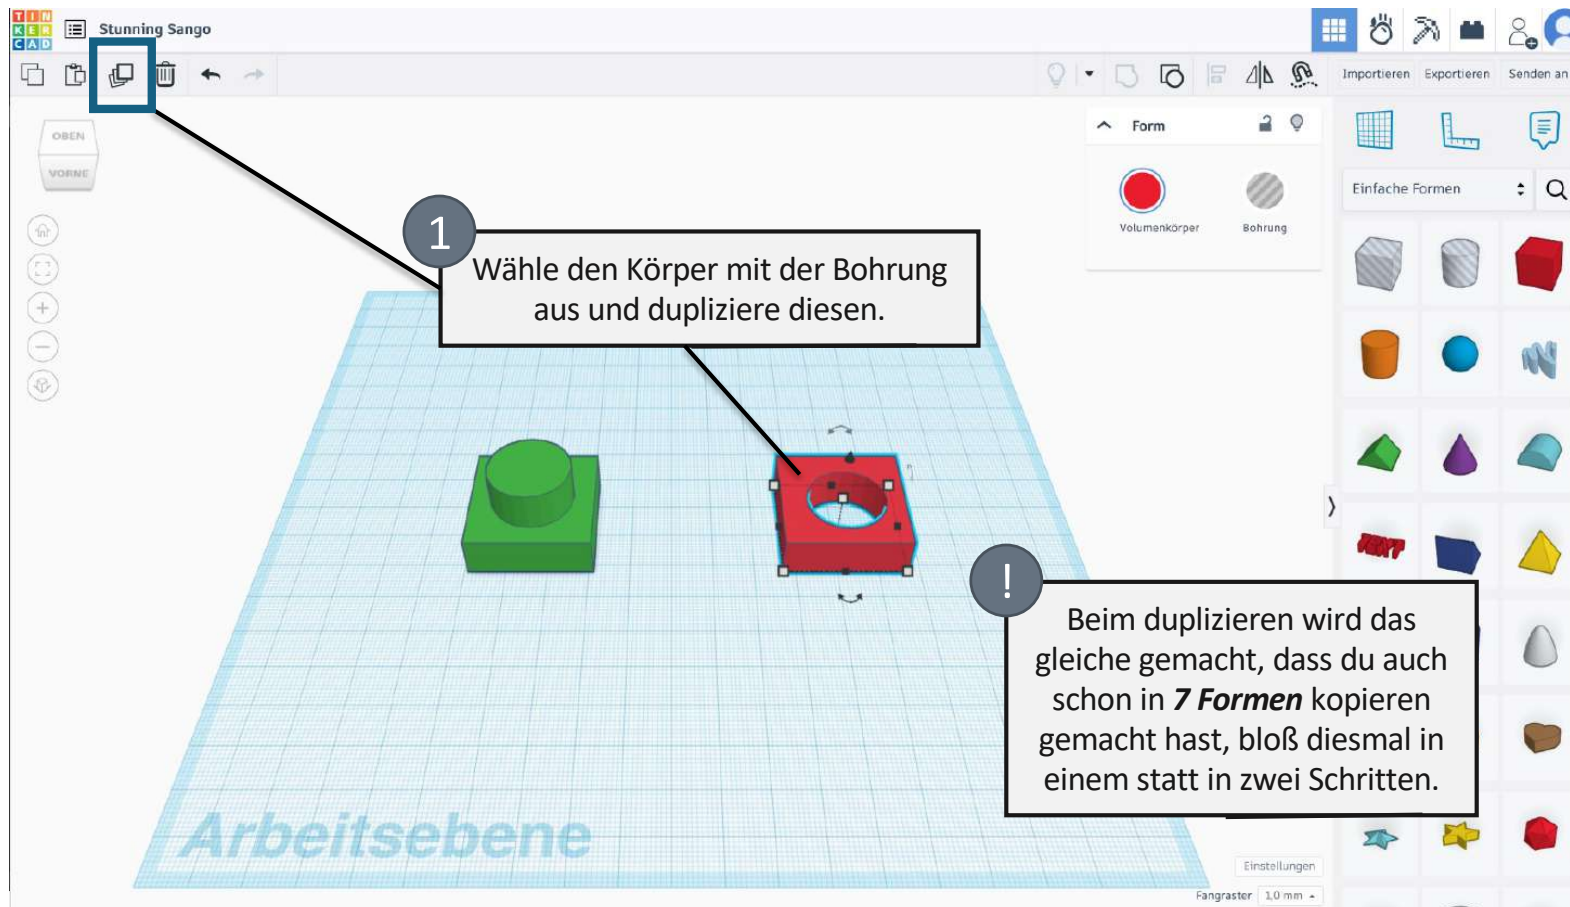 TIN
KER
CAD
Stunning Sango
Importieren Exportieren Senden an
OBEN
VORNE
Form
Volumenkörper Bohrung
Einfache Formen
1
Wähle den Körper mit der Bohrung
aus und dupliziere diesen.
TEXT
!
Beim duplizieren wird das
gleiche gemacht, dass du auch
schon in 7 Formen kopieren
gemacht hast, bloß diesmal in
einem statt in zwei Schritten.
Arbeitsebene
Einstellungen
Fangraster 1,0 mm